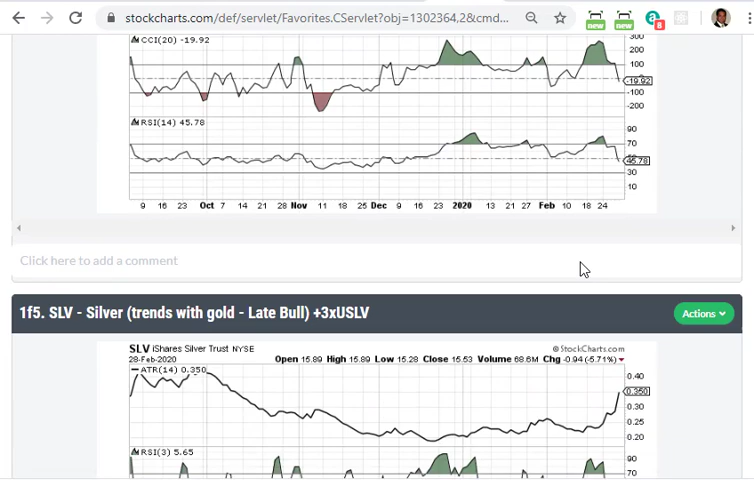 stockcharts.com/def/servlet/Favorites.CServlet?obj=1302364,2&cmd...
new new 8
CCI(20) -19.92
300
200
100
-19.92
-100
-200
RSI(14) 45.78
90
70
45.78
30
10
9 16 23 Oct 7 14 21 28 Nov 11 18 25 Dec 9 16 23 2020 13 21 27 Feb 10 18 24
Click here to add a comment
1f5. SLV - Silver (trends with gold - Late Bull) +3xUSLV
Actions
SLV iShares Silver Trust NYSE
© StockCharts.com
28-Feb-2020 Open 15.89 High 15.89 Low 15.28 Close 15.53 Volume 68.6M Chg -0.94 (-5.71%)
ATR(14) 0.350
0.40
0.350
0.30
0.25
0.20
RSI(3) 5.65
90
70